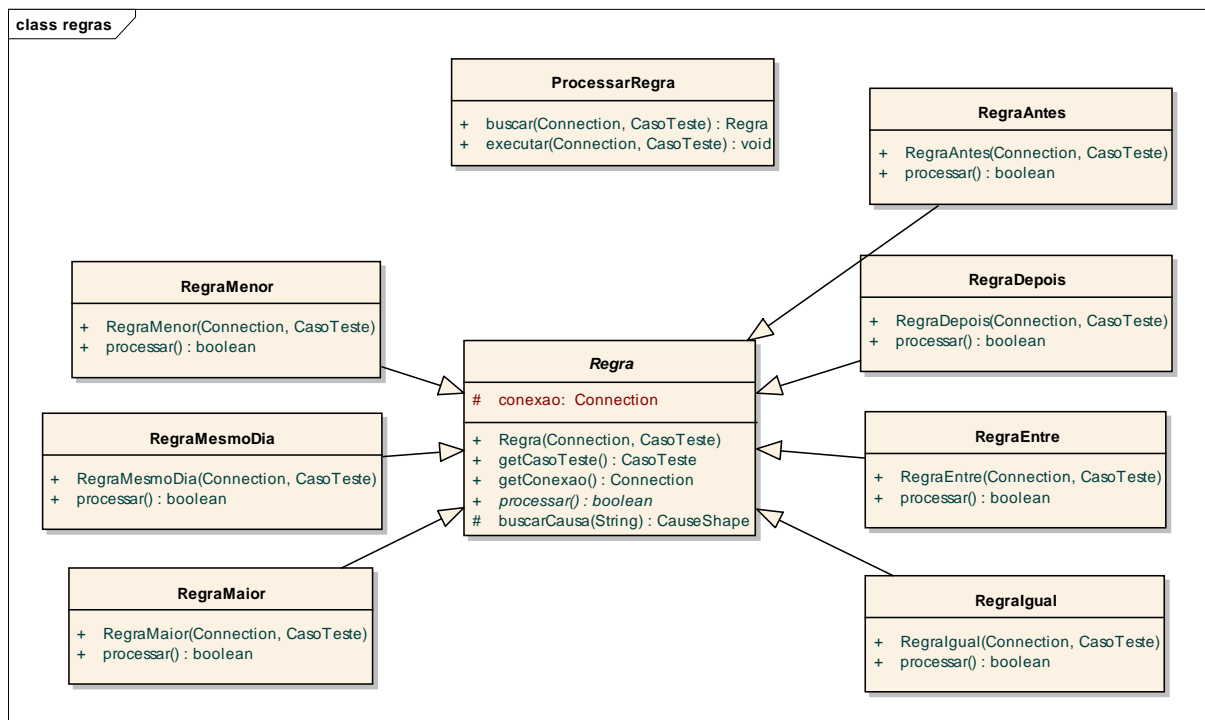 class regras
ProcessarRegra
+ buscar(Connection, CasoTeste) : Regra
+ executar(Connection, CasoTeste) : void
RegraAntes
+ RegraAntes(Connection, CasoTeste)
+ processar() : boolean
RegraMenor
+ RegraMenor(Connection, CasoTeste)
+ processar() : boolean
RegraDepois
+ RegraDepois(Connection, CasoTeste)
+ processar() : boolean
Regra
# conexao: Connection
+ Regra(Connection, CasoTeste)
+ getCasoTeste() : CasoTeste
+ getConexao() : Connection
+ processar() : boolean
# buscarCausa(String) : CauseShape
RegraMesmoDia
+ RegraMesmoDia(Connection, CasoTeste)
+ processar() : boolean
RegraEntre
+ RegraEntre(Connection, CasoTeste)
+ processar() : boolean
RegraMaior
+ RegraMaior(Connection, CasoTeste)
+ processar() : boolean
RegraIgual
+ RegraIgual(Connection, CasoTeste)
+ processar() : boolean